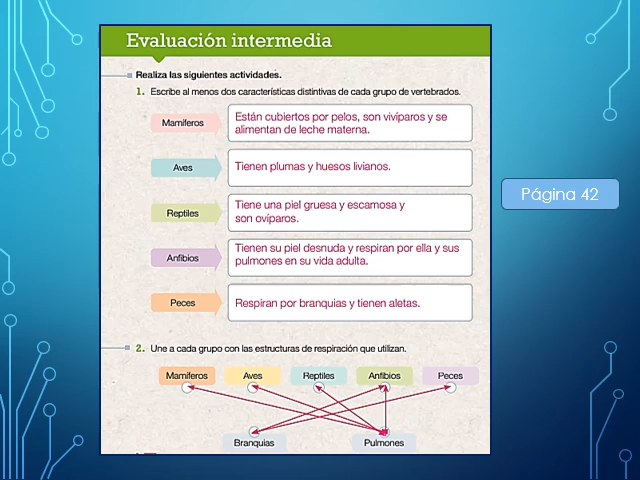 Evaluación intermedia
Realiza las siguientes actividades.
1. Escribe al menos dos características distintivas de cada grupo de vertebrados.
Mamíferos
Están cubiertos por pelos, son vivíparos y se
alimentan de leche materna.
Aves
Tienen plumas y huesos livianos.
Reptiles
Tiene una piel gruesa y escamosa y
son ovíparos.
Anfibios
Tienen su piel desnuda y respiran por ella y sus
pulmones en su vida adulta.
Peces
Respiran por branquias y tienen aletas.
2. Une a cada grupo con las estructuras de respiración que utilizan.
Mamíferos Aves Reptiles Anfibios Peces
Branquias Pulmones
Página 42